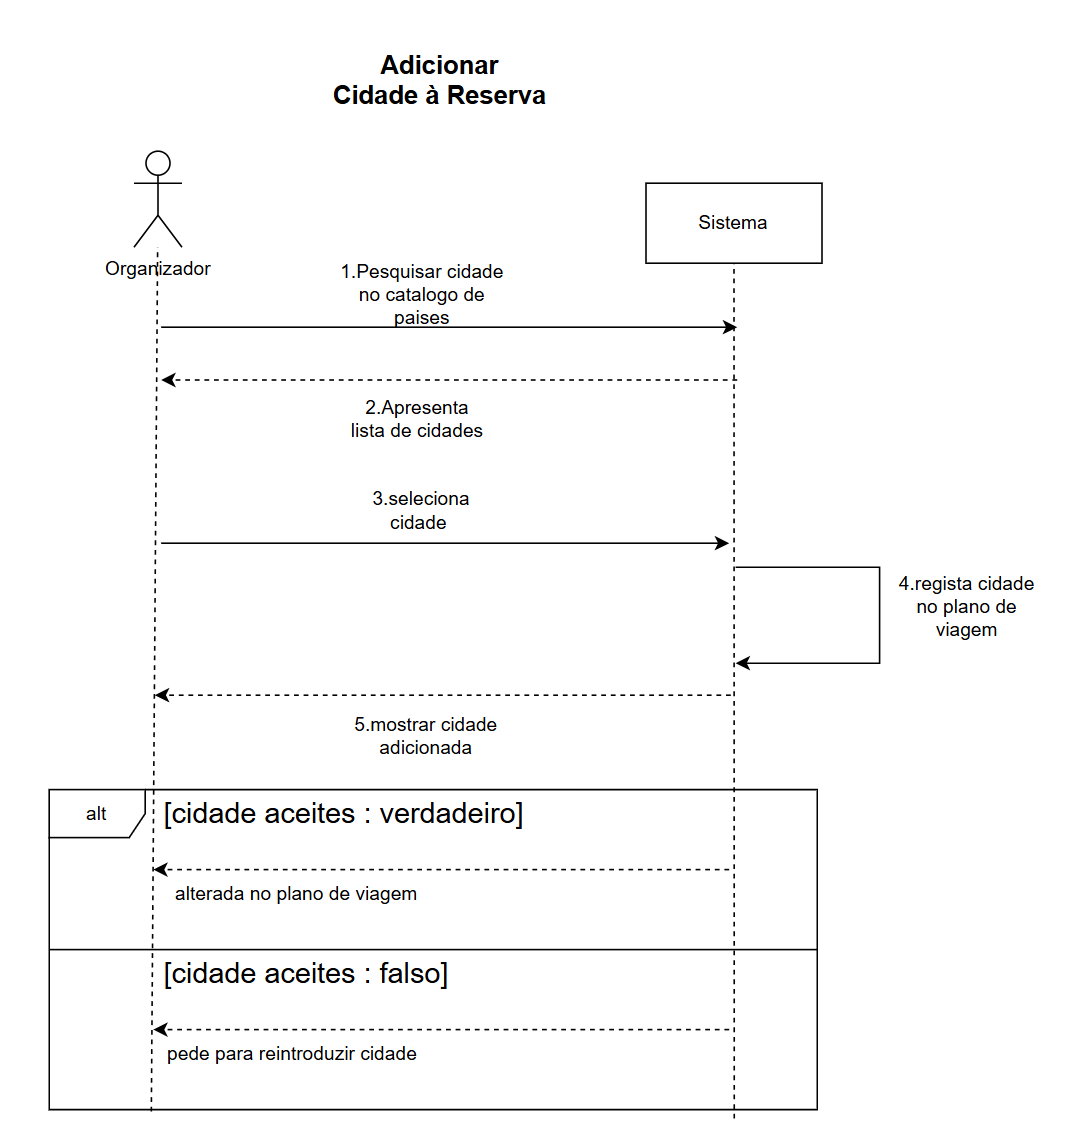 Adicionar
Cidade à Reserva
Organizador
Sistema
1.Pesquisar cidade
no catalogo de
paises
2.Apresenta
lista de cidades
3.seleciona
cidade
4.regista cidade
no plano de
viagem
5.mostrar cidade
adicionada
alt
[cidade aceites : verdadeiro]
alterada no plano de viagem
[cidade aceites : falso]
pede para reintroduzir cidade